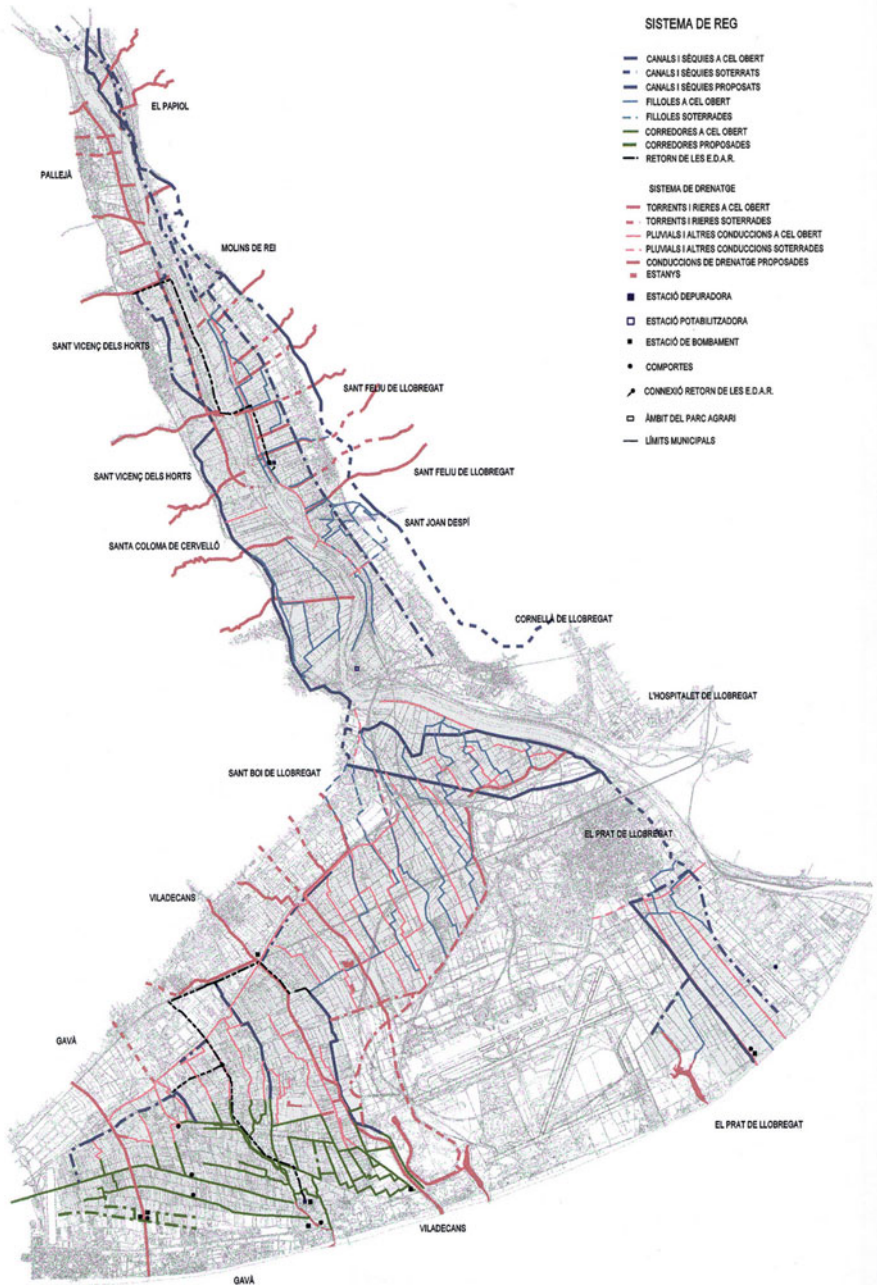 SISTEMA DE REG
CANALS I SÈQUIES A CEL OBERT
CANALS I SÈQUIES SOTERRATS
CANALS I SÈQUIES PROPOSATS
FILLOLES A CEL OBERT
FILLOLES SOTERRADES
CORREDORES A CEL OBERT
CORREDORES PROPOSADES
RETORN DE LES E.D.A.R.
SISTEMA DE DRENATGE
TORRENTS I RIERES A CEL OBERT
TORRENTS I RIERES SOTERRADES
PLUVIALS I ALTRES CONDUCCIONS A CEL OBERT
PLUVIALS I ALTRES CONDUCCIONS SOTERRADES
CONDUCCIONS DE DRENATGE PROPOSADES
ESTANYS
ESTACIÓ DEPURADORA
ESTACIÓ POTABILITZADORA
ESTACIÓ DE BOMBAMENT
COMPORTES
CONNEXIÓ RETORN DE LES E.D.A.R.
ÀMBIT DEL PARC AGRARI
LÍMITS MUNICIPALS
EL PAPIOL
PALLEJÀ
MOLINS DE REI
SANT VICENÇ DELS HORTS
SANT FELIU DE LLOBREGAT
SANT VICENÇ DELS HORTS
SANT FELIU DE LLOBREGAT
SANT JOAN DESPÍ
SANTA COLOMA DE CERVELLÓ
CORNELLÀ DE LLOBREGAT
L'HOSPITALET DE LLOBREGAT
SANT BOI DE LLOBREGAT
EL PRAT DE LLOBREGAT
VILADECANS
GAVÀ
EL PRAT DE LLOBREGAT
VILADECANS
GAVÀ